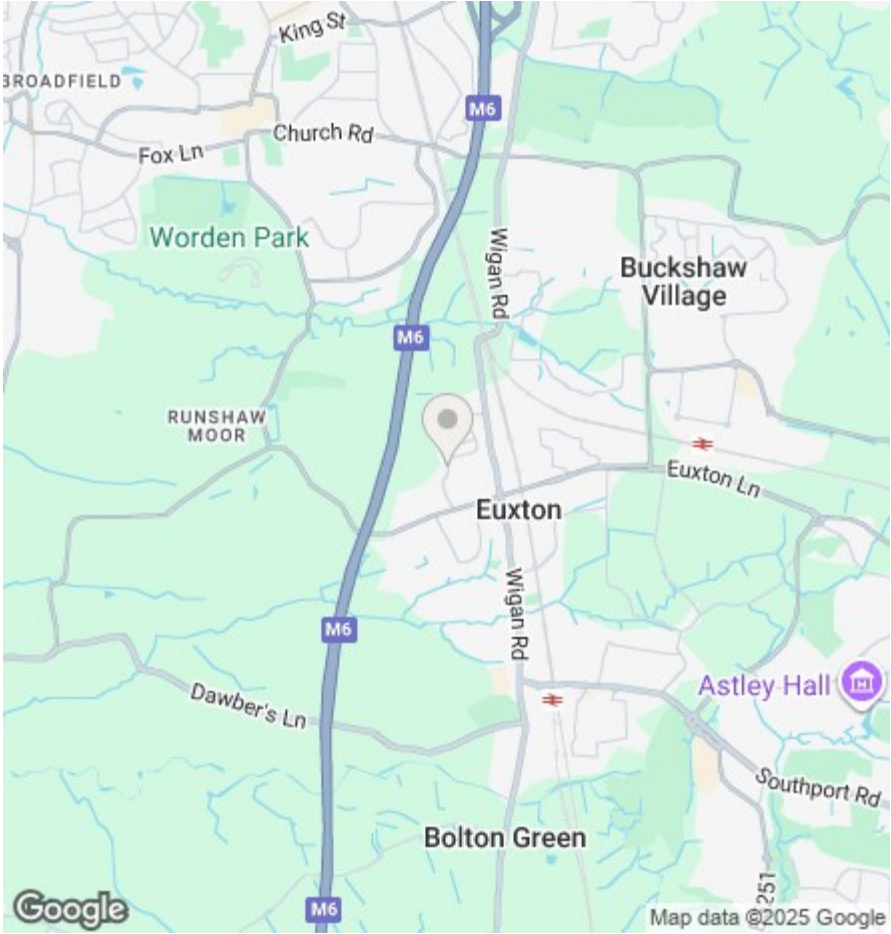 King St
BROADFIELD
M6
Church Rd
Fox Ln
Worden Park
Wigan Rd
Buckshaw
Village
M6
RUNSHAW
MOOR
Euxton Ln
Euxton
Wigan Rd
M6
Astley Hall
Dawber's Ln
Southport Rd
Bolton Green
M6
Google
Map data ©2025 Google